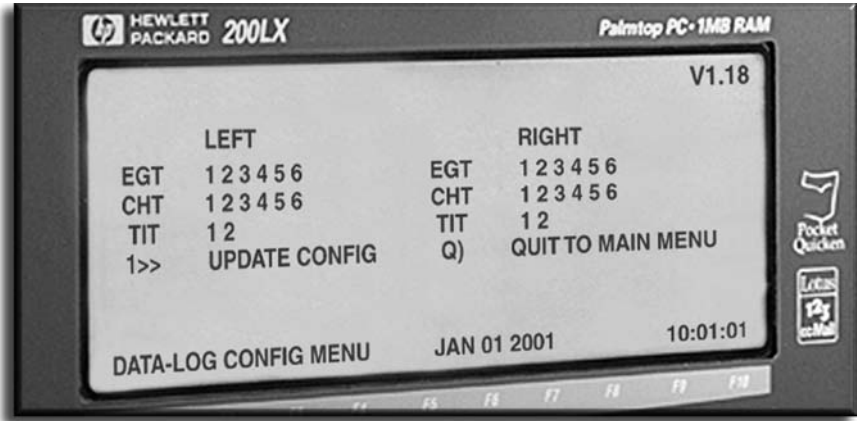 HEWLETT
PACKARD 200LX
Palmtop PC•1MB RAM
V1.18
LEFT RIGHT
EGT 1 2 3 4 5 6 EGT 1 2 3 4 5 6
CHT 1 2 3 4 5 6 CHT 1 2 3 4 5 6
TIT 1 2 TIT 1 2
1>> UPDATE CONFIG Q) QUIT TO MAIN MENU
DATA-LOG CONFIG MENU JAN 01 2001 10:01:01
Pocket
Quicken
Lotus
123
cc:Mail
F4 F5 F6 F7 F8 F9 F10